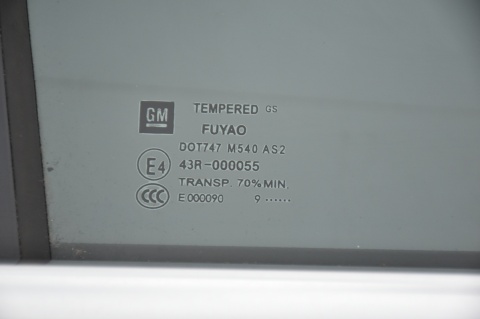 GM
TEMPERED GS
FUYAO
DOT747 M540 AS2
E4 43R-000055
TRANSP. 70% MIN.
CCC E000090 9 ......